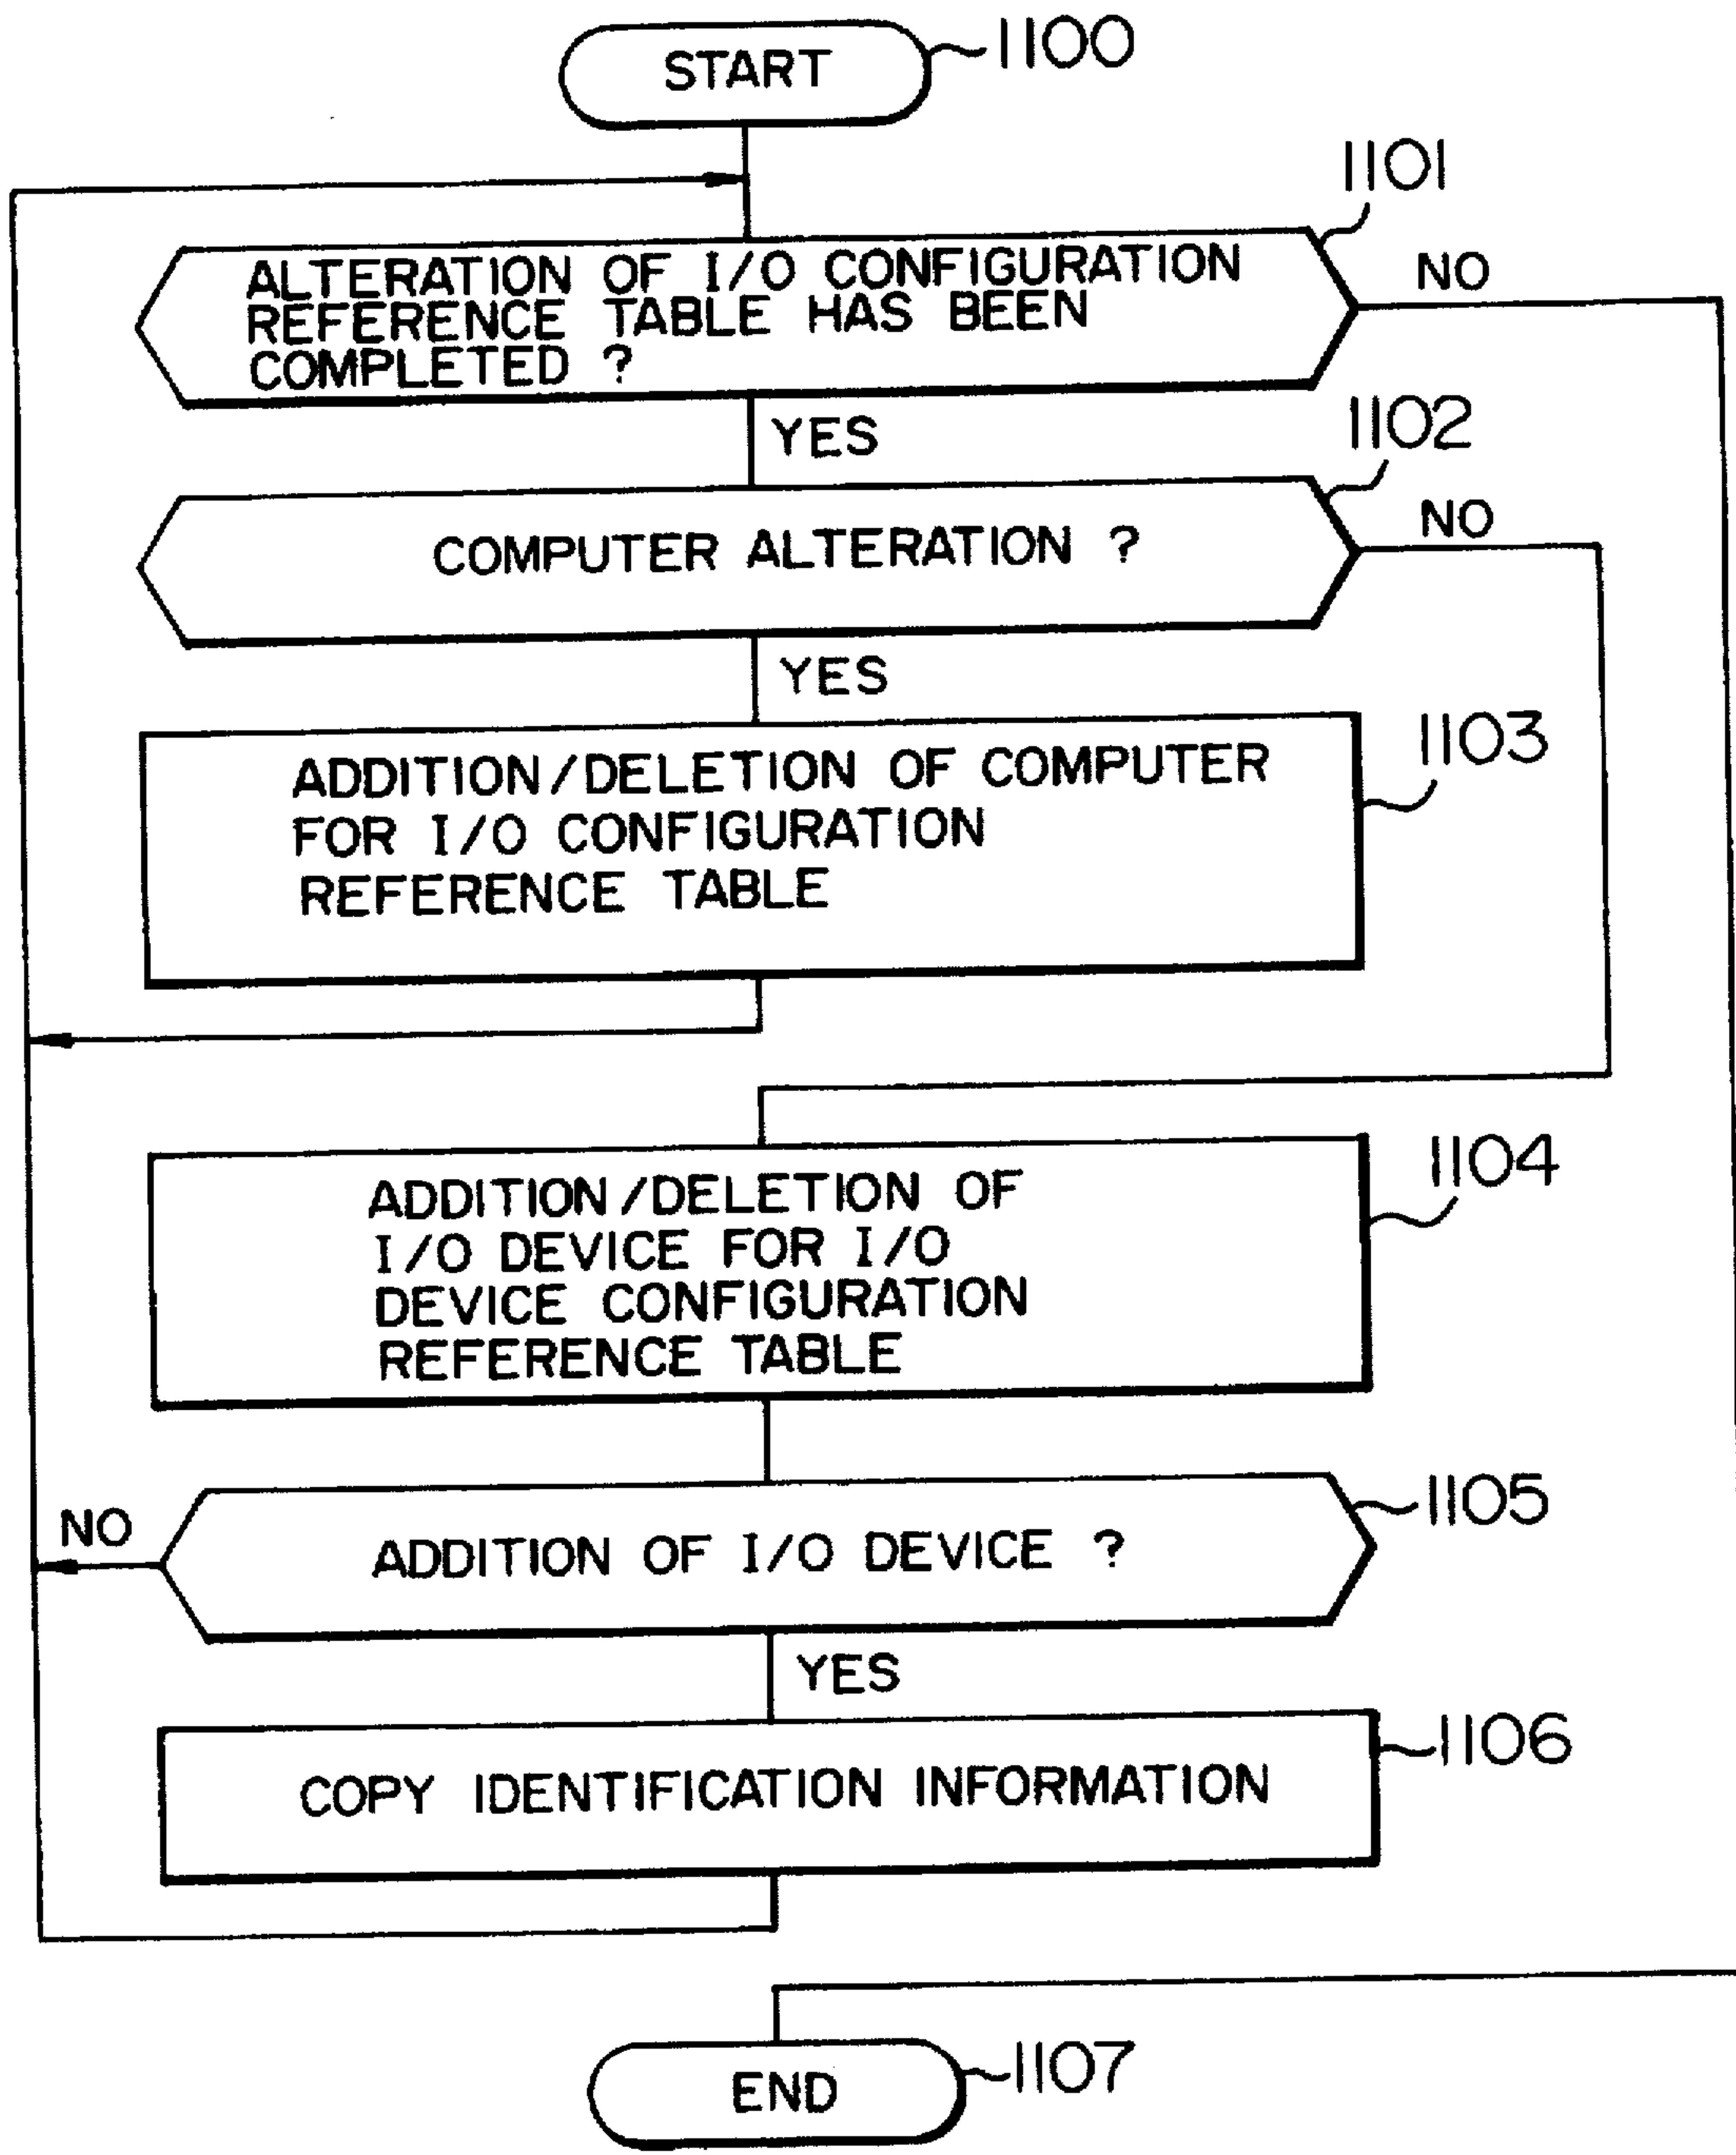 START
1100
1101
ALTERATION OF I/O CONFIGURATION
REFERENCE TABLE HAS BEEN
COMPLETED ?
NO
YES
1102
COMPUTER ALTERATION ?
NO
YES
1103
ADDITION/DELETION OF COMPUTER
FOR I/O CONFIGURATION
REFERENCE TABLE
1104
ADDITION/DELETION OF
I/O DEVICE FOR I/O
DEVICE CONFIGURATION
REFERENCE TABLE
1105
NO
ADDITION OF I/O DEVICE ?
YES
1106
COPY IDENTIFICATION INFORMATION
END
1107